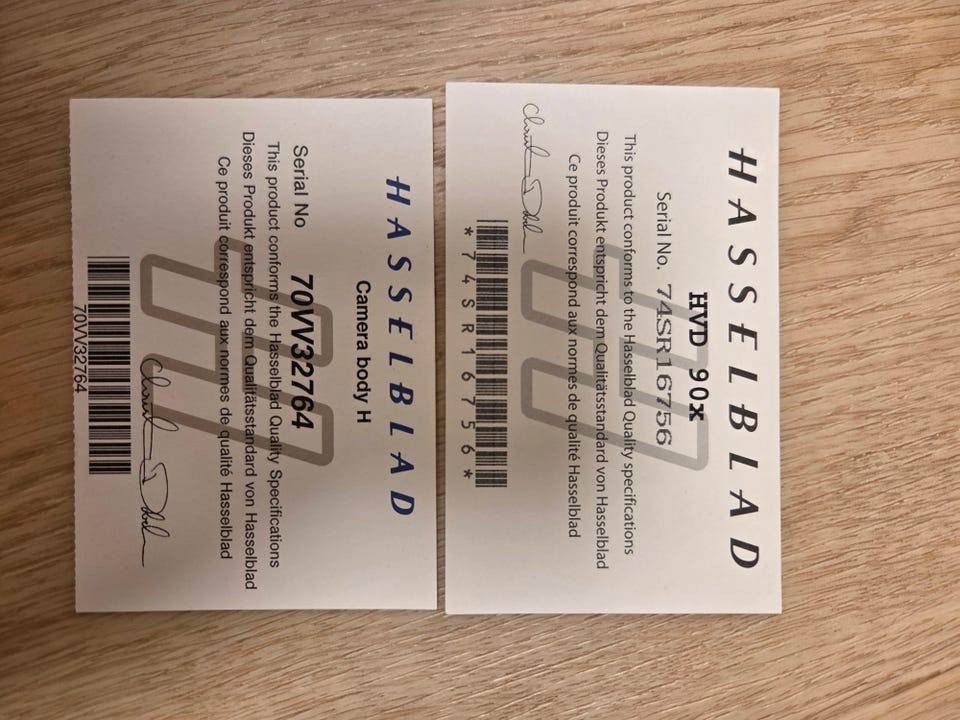 HASSELBLAD
HVD 90x
Serial No. 74SR16756
This product conforms to the Hasselblad Quality specifications
Dieses Produkt entspricht dem Qualitätsstandard von Hasselblad
Ce produit correspond aux normes de qualité Hasselblad
*74SR16756*
HASSELBLAD
Camera body H
Serial No 70VV32764
This product conforms the Hasselblad Quality Specifications
Dieses Produkt entspricht dem Qualitätsstandard von Hasselblad
Ce produit correspond aux normes de qualité Hasselblad
70VV32764